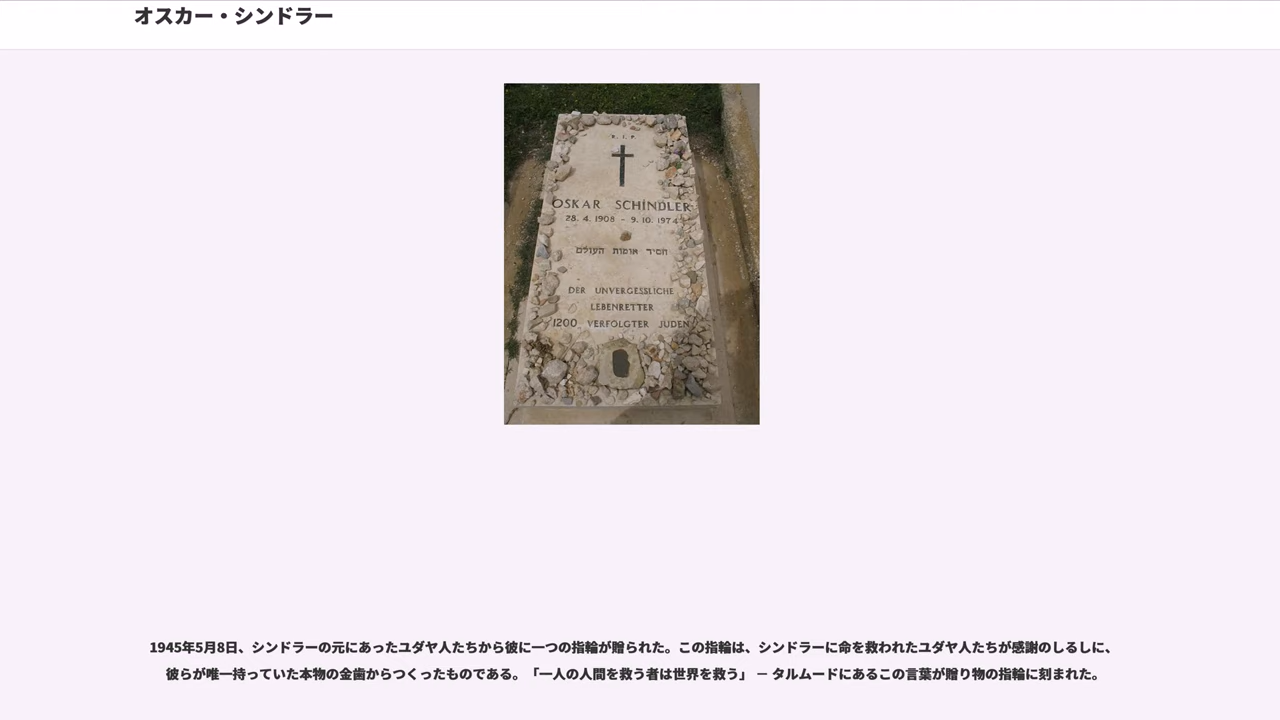 オスカー・シンドラー
R. I. P.
OSKAR SCHINDLER
28. 4. 1908 – 9. 10. 1974
חסיד אומות העולם
DER UNVERGESSLICHE
LEBENRETTER
1200 VERFOLGTER JUDEN
1945年5月8日、シンドラーの元にあったユダヤ人たちから彼に一つの指輪が贈られた。この指輪は、シンドラーに命を救われたユダヤ人たちが感謝のしるしに、
彼らが唯一持っていた本物の金歯からつくったものである。「一人の人間を救う者は世界を救う」 － タルムードにあるこの言葉が贈り物の指輪に刻まれた。